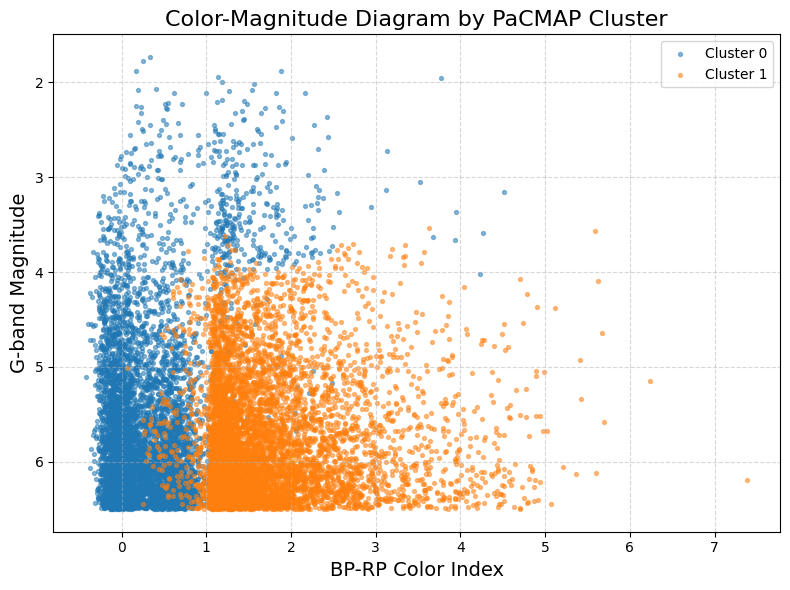 Color-Magnitude Diagram by PaCMAP Cluster
Cluster 0
Cluster 1
G-band Magnitude
2
3
4
5
6
0 1 2 3 4 5 6 7
BP-RP Color Index